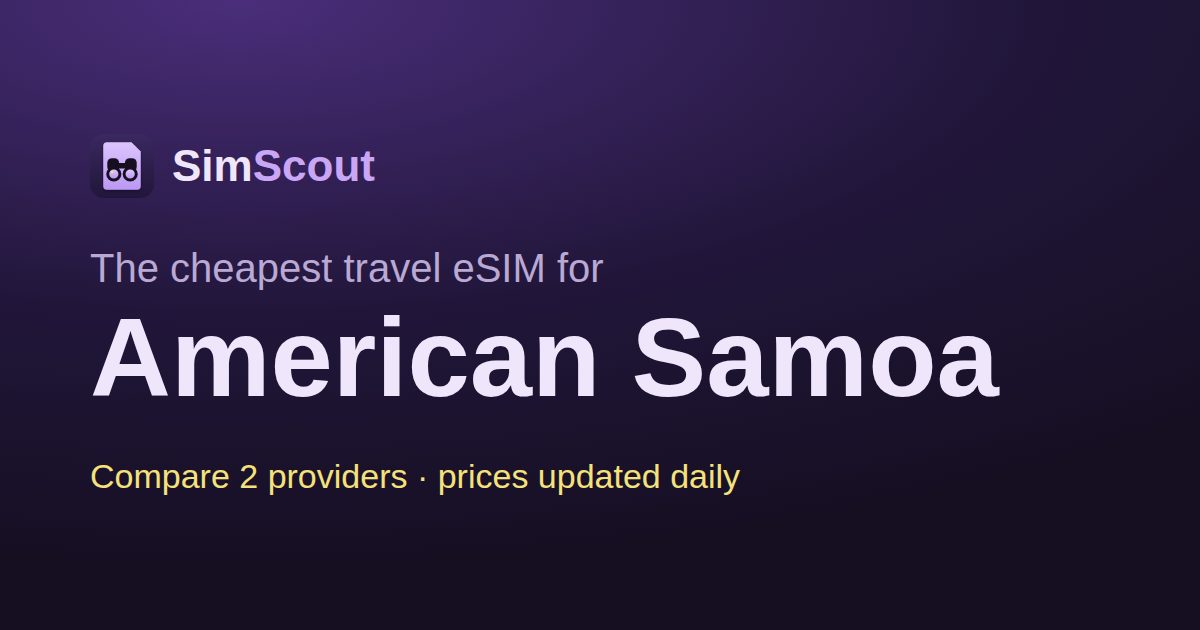 SimScout
The cheapest travel eSIM for
American Samoa
Compare 2 providers · prices updated daily